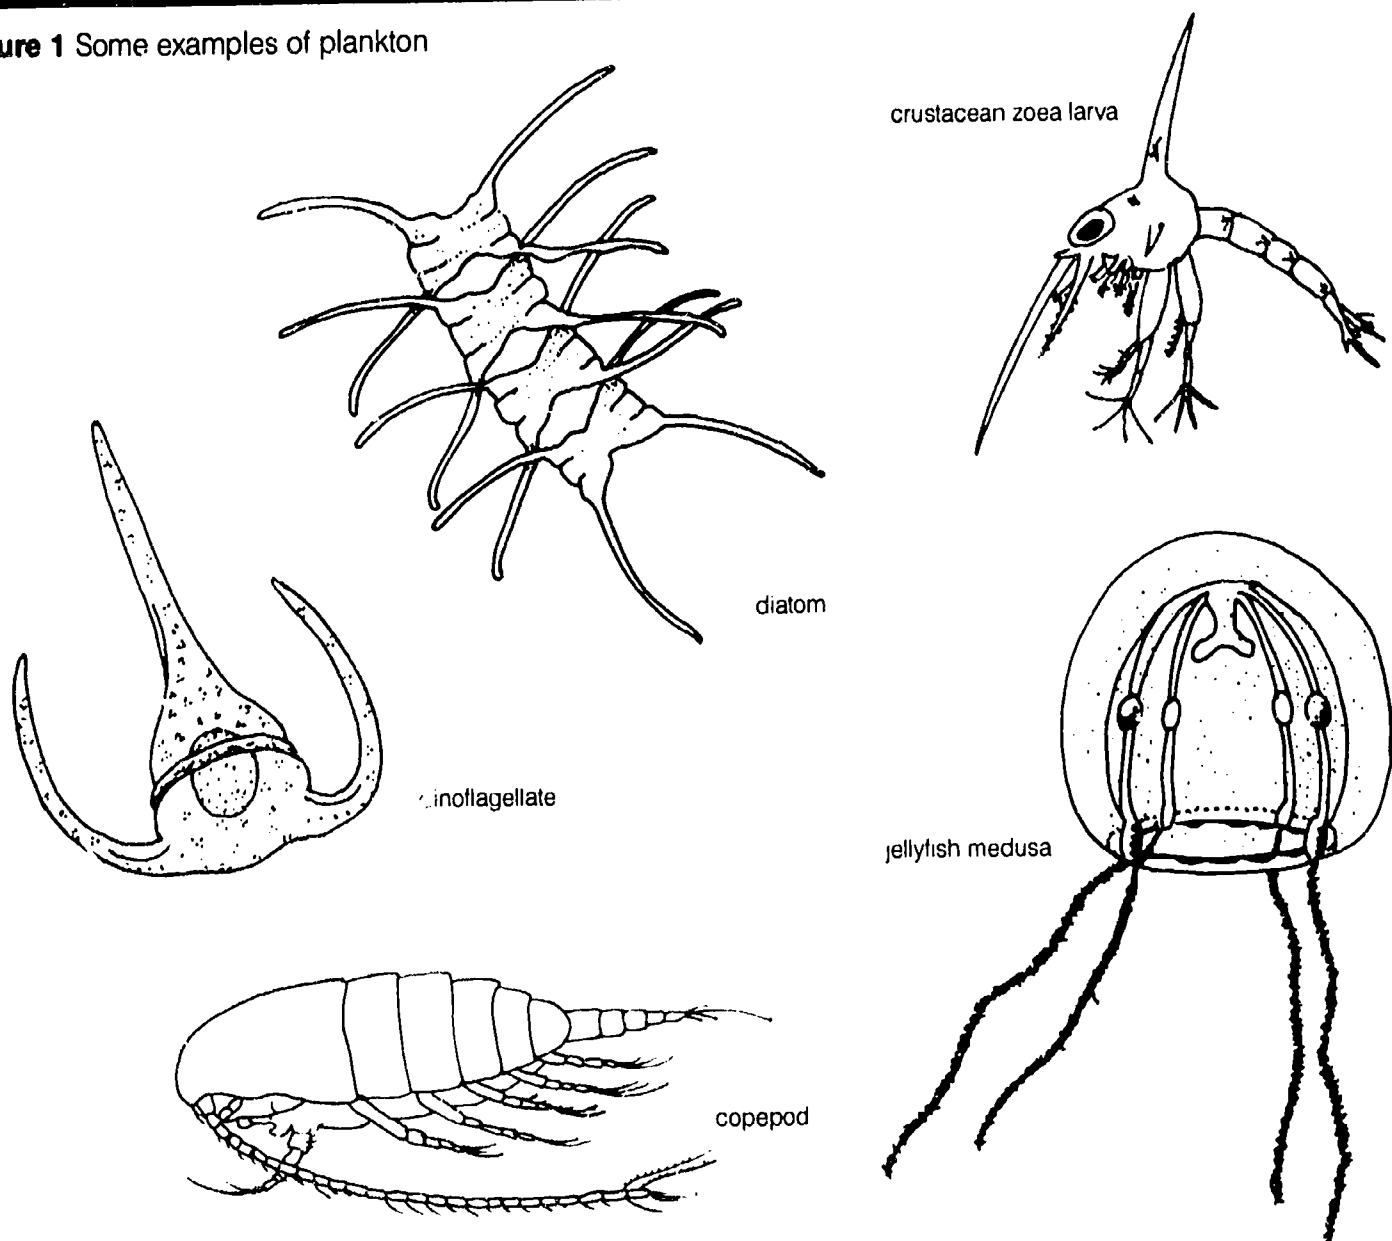 ure 1 Some examples of plankton
crustacean zoea larva
diatom
inoflagellate
jellyfish medusa
copepod